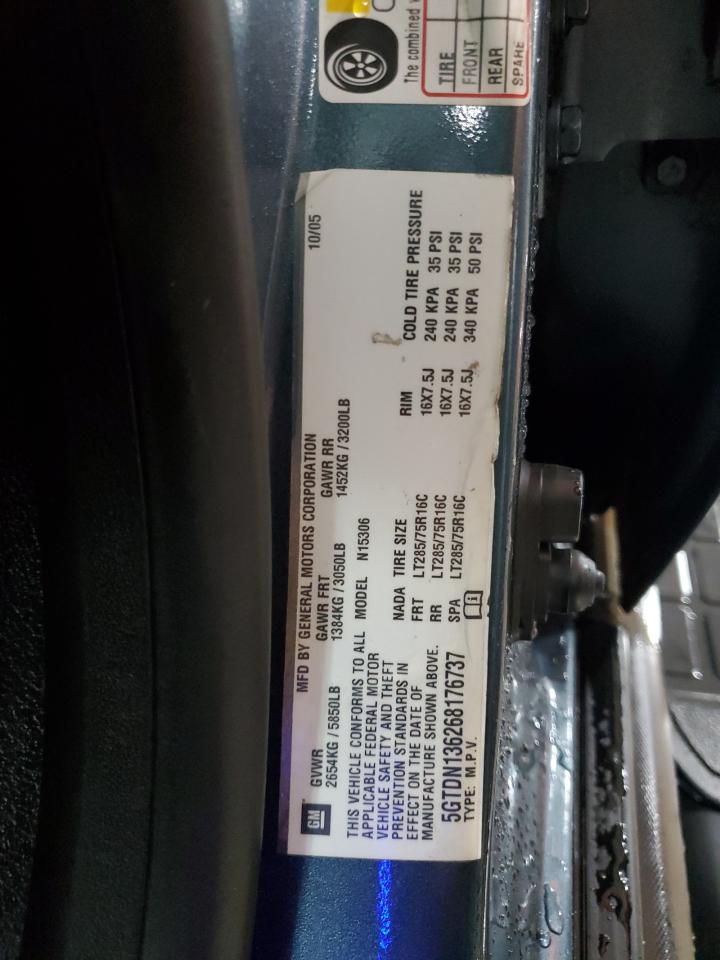 The combined
TIRE
FRONT
REAR
SPARE
MFD BY GENERAL MOTORS CORPORATION 10/05
GM
GVWR GAWR FRT GAWR RR
2654KG / 5850LB 1384KG / 3050LB 1452KG / 3200LB
THIS VEHICLE CONFORMS TO ALL MODEL N15306
APPLICABLE FEDERAL MOTOR
VEHICLE SAFETY AND THEFT
PREVENTION STANDARDS IN NADA TIRE SIZE RIM COLD TIRE PRESSURE
EFFECT ON THE DATE OF FRT LT285/75R16C 16X7.5J 240 KPA 35 PSI
MANUFACTURE SHOWN ABOVE. RR LT285/75R16C 16X7.5J 240 KPA 35 PSI
5GTDN136268176737 SPA LT285/75R16C 16X7.5J 340 KPA 50 PSI
TYPE: M.P.V.